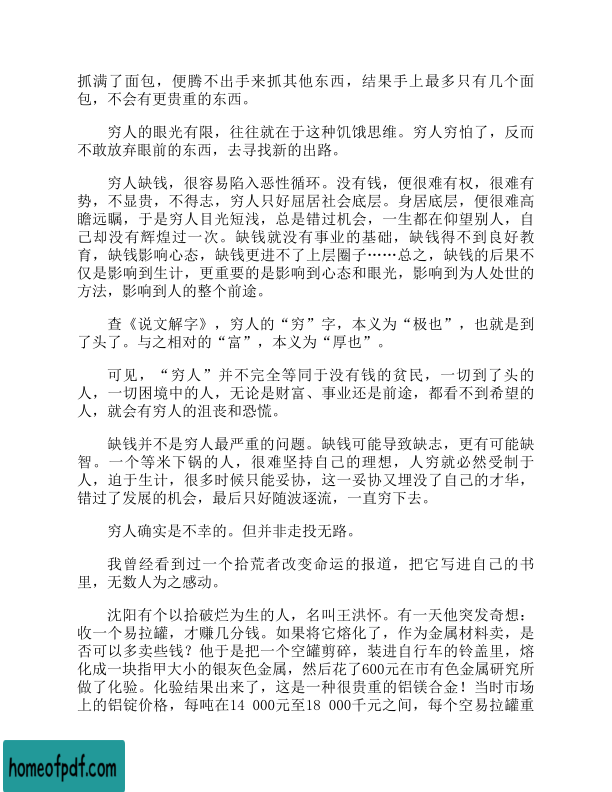 抓满了面包，便腾不出手来抓其他东西，结果手上最多只有几个面
包，不会有更贵重的东西。
穷人的眼光有限，往往就在于这种饥饿思维。穷人穷怕了，反而
不敢放弃眼前的东西，去寻找新的出路。
穷人缺钱，很容易陷入恶性循环。没有钱，便很难有权，很难有
势，不显贵，不得志，穷人只好屈居社会底层。身居底层，便很难高
瞻远瞩，于是穷人目光短浅，总是错过机会，一生都在仰望别人，自
己却没有辉煌过一次。缺钱就没有事业的基础，缺钱得不到良好教
育，缺钱影响心态，缺钱更进不了上层圈子……总之，缺钱的后果不
仅是影响到生计，更重要的是影响到心态和眼光，影响到为人处世的
方法，影响到人的整个前途。
查《说文解字》，穷人的“穷”字，本义为“极也”，也就是到
了头了。与之相对的“富”，本义为“厚也”。
可见，“穷人”并不完全等同于没有钱的贫民，一切到了头的
人，一切困境中的人，无论是财富、事业还是前途，都看不到希望的
人，就会有穷人的沮丧和恐慌。
缺钱并不是穷人最严重的问题。缺钱可能导致缺志，更有可能缺
智。一个等米下锅的人，很难坚持自己的理想，人穷就必然受制于
人，迫于生计，很多时候只能妥协，这一妥协又埋没了自己的才华，
错过了发展的机会，最后只好随波逐流，一直穷下去。
穷人确实是不幸的。但并非走投无路。
我曾经看到过一个拾荒者改变命运的报道，把它写进自己的书
里，无数人为之感动。
沈阳有个以拾破烂为生的人，名叫王洪怀。有一天他突发奇想：
收一个易拉罐，才赚几分钱。如果将它熔化了，作为金属材料卖，是
否可以多卖些钱？他于是把一个空罐剪碎，装进自行车的铃盖里，熔
化成一块指甲大小的银灰色金属，然后花了600元在市有色金属研究所
做了化验。化验结果出来了，这是一种很贵重的铝镁合金！当时市场
上的铝锭价格，每吨在14 000元至18 000千元之间，每个空易拉罐重
homeofpdf.com